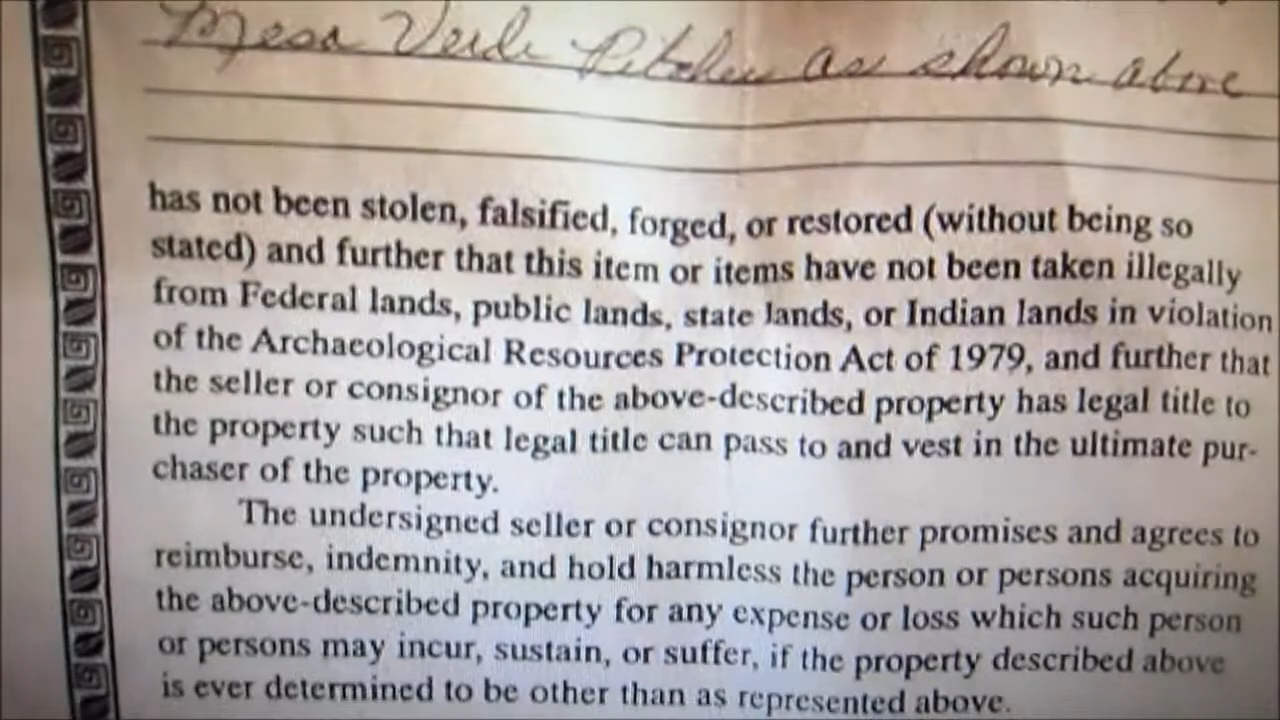 Mesa Verde Pitcher as shown above
has not been stolen, falsified, forged, or restored (without being so
stated) and further that this item or items have not been taken illegally
from Federal lands, public lands, state lands, or Indian lands in violation
of the Archaeological Resources Protection Act of 1979, and further that
the seller or consignor of the above-described property has legal title to
the property such that legal title can pass to and vest in the ultimate pur-
chaser of the property.
The undersigned seller or consignor further promises and agrees to
reimburse, indemnity, and hold harmless the person or persons acquiring
the above-described property for any expense or loss which such person
or persons may incur, sustain, or suffer, if the property described above
is ever determined to be other than as represented above.